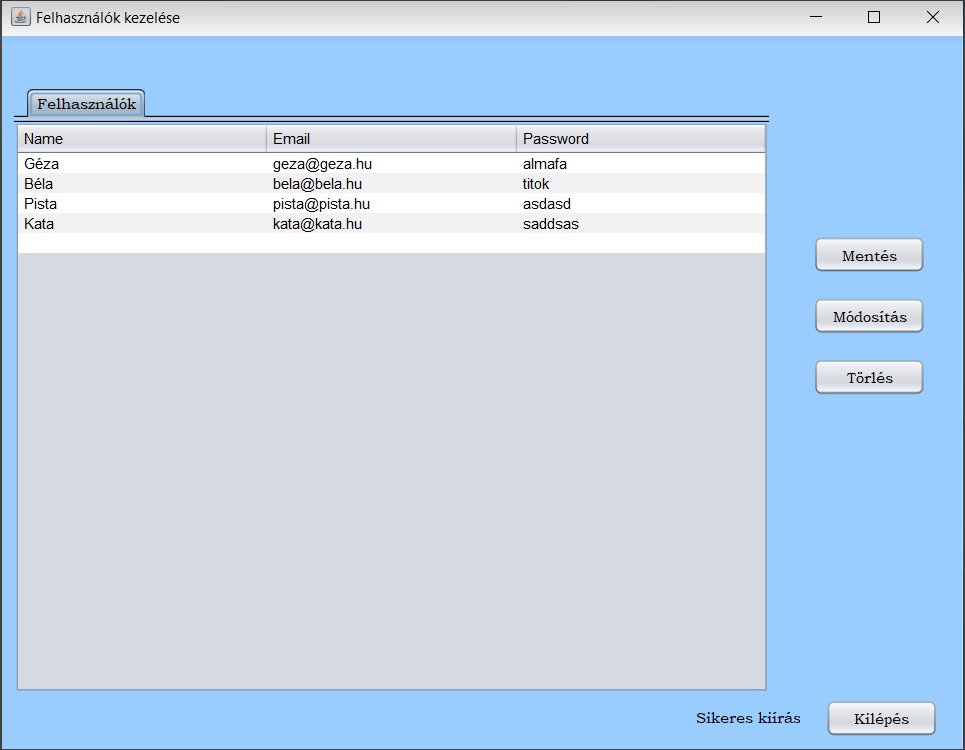 Felhasználók kezelése
Felhasználók
Name Email Password
Géza geza@geza.hu almafa
Béla bela@bela.hu titok
Pista pista@pista.hu asdasd
Kata kata@kata.hu saddsas
Mentés
Módosítás
Törlés
Sikeres kiírás Kilépés